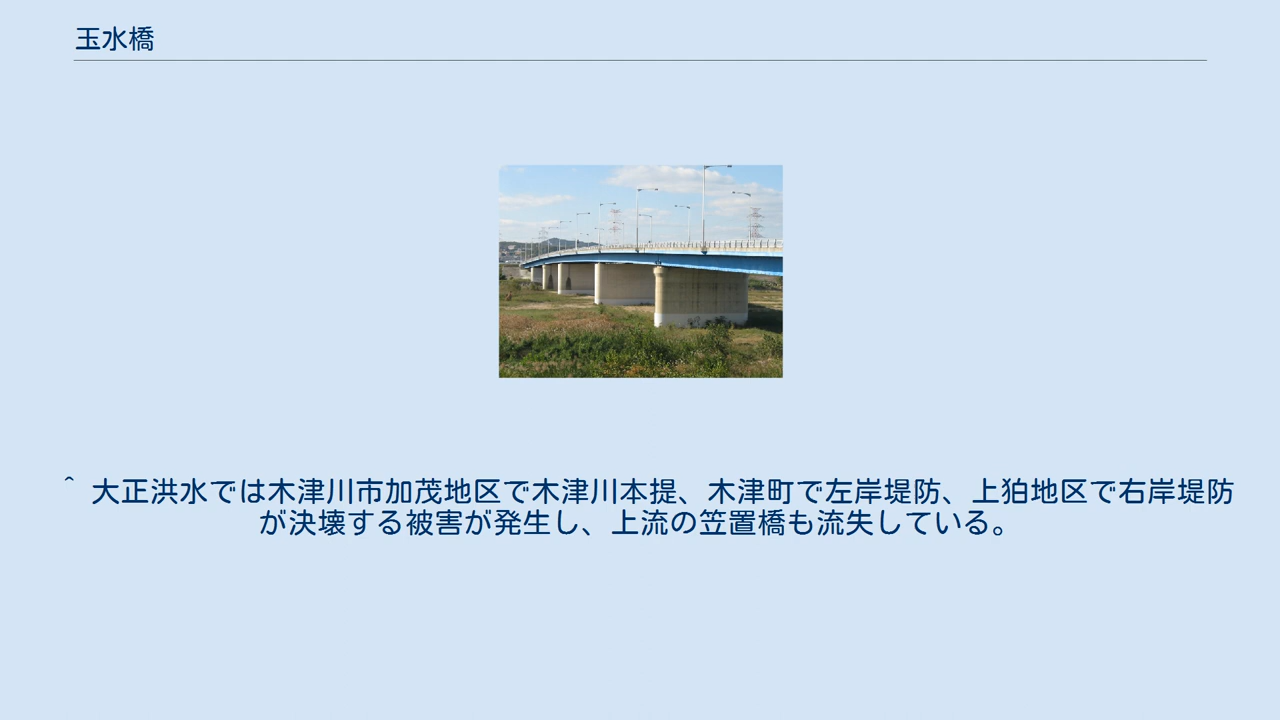 玉水橋
^ 大正洪水では木津川市加茂地区で木津川本提、木津町で左岸堤防、上狛地区で右岸堤防
が決壊する被害が発生し、上流の笠置橋も流失している。